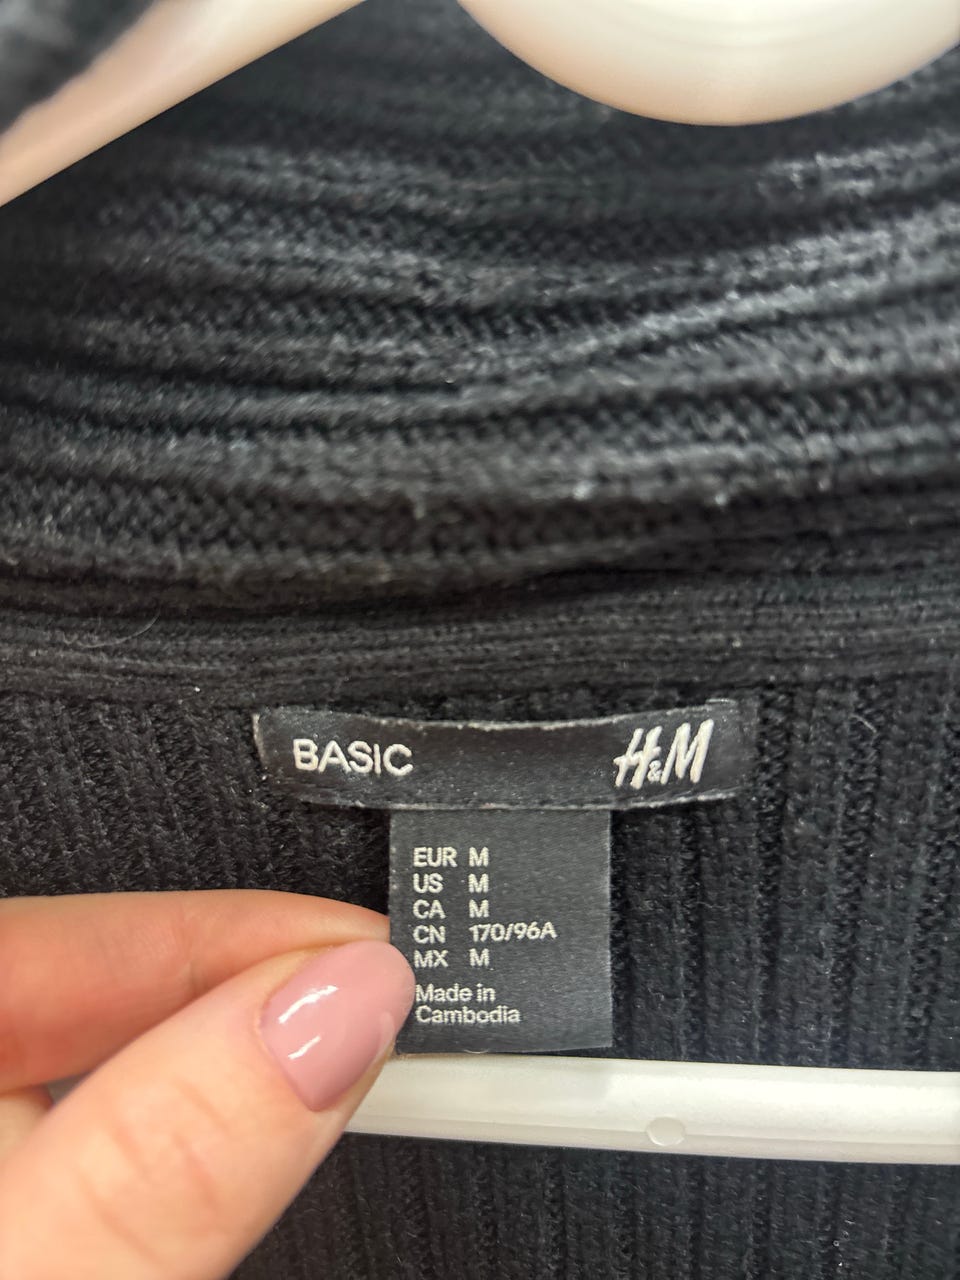 BASIC H&M
EUR M
US M
CA M
CN 170/96A
MX M
Made in
Cambodia